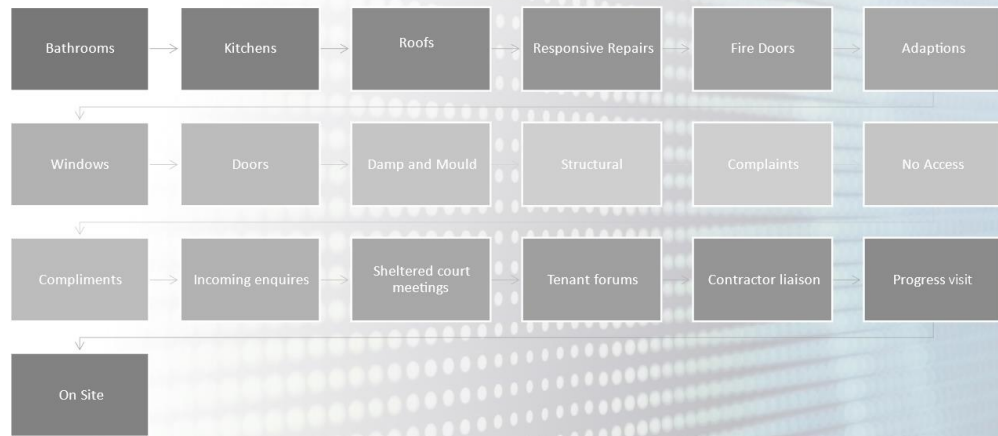 Bathrooms
Kitchens
Roofs
Responsive Repairs
Fire Doors
Adaptions
Windows
Doors
Damp and Mould
Structural
Complaints
No Access
Compliments
Incoming enquires
Sheltered court
meetings
Tenant forums
Contractor liaison
Progress visit
On Site